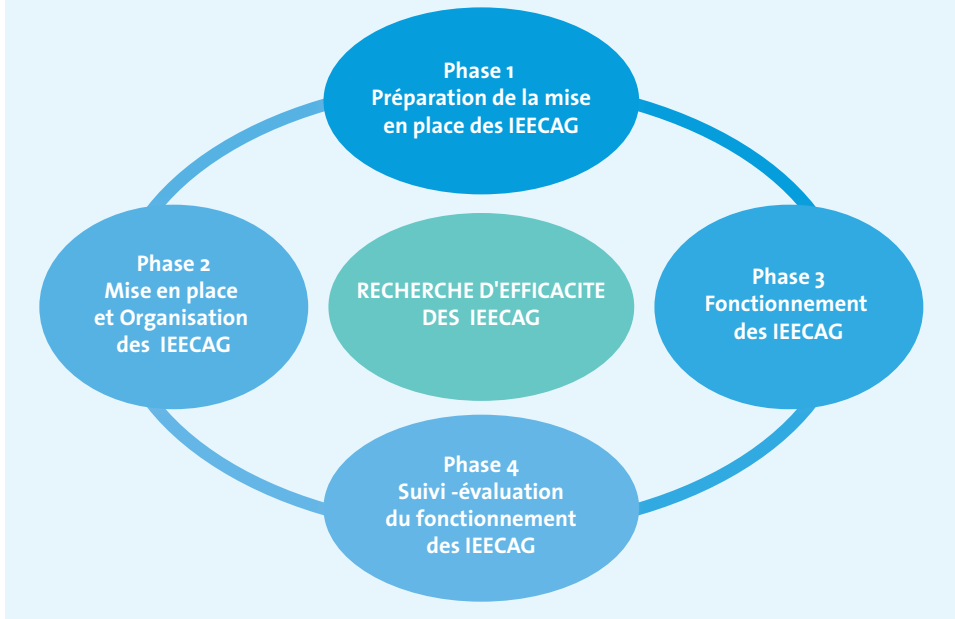 Phase 1
Préparation de la mise
en place des IEECAG
Phase 2
Mise en place
et Organisation
des IEECAG
RECHERCHE D'EFFICACITE
DES IEECAG
Phase 3
Fonctionnement
des IEECAG
Phase 4
Suivi -évaluation
du fonctionnement
des IEECAG